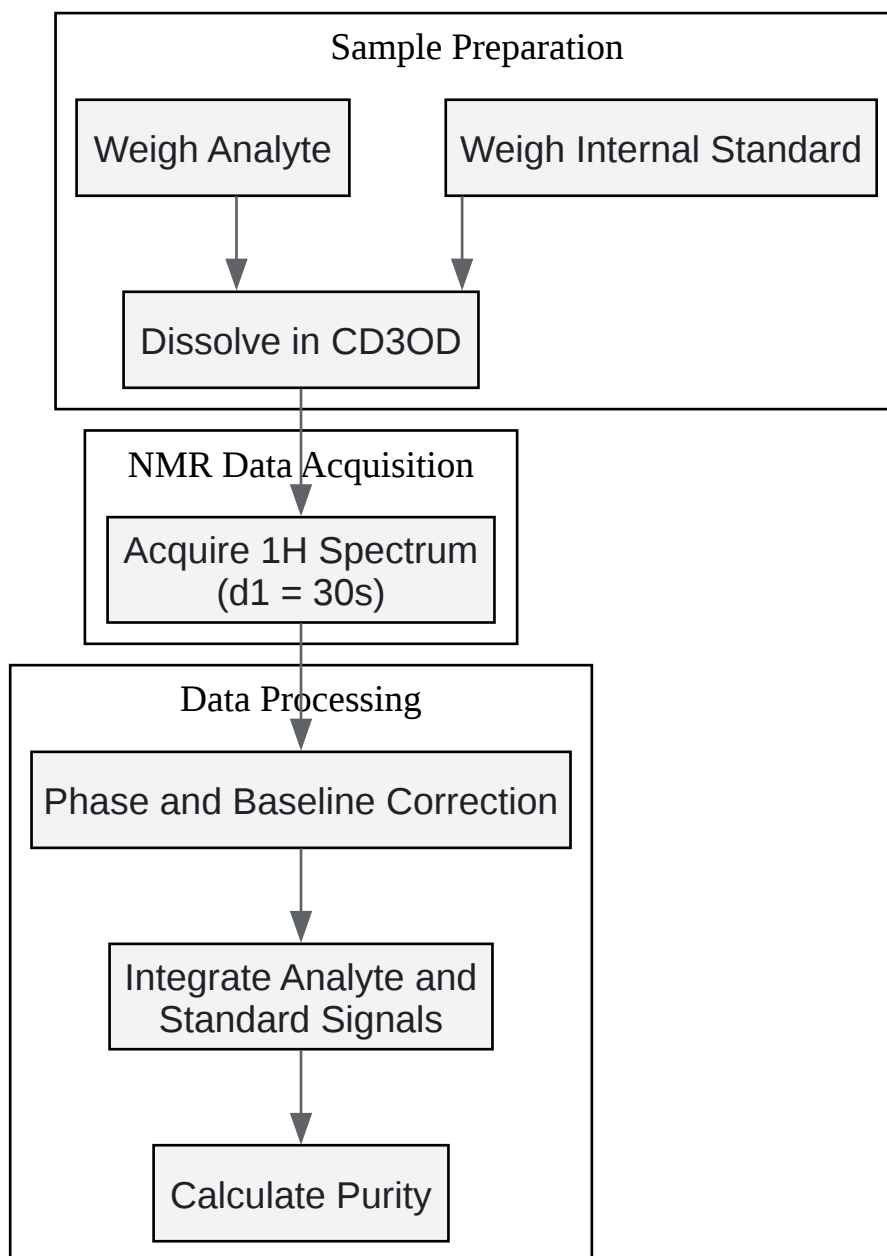 Sample Preparation
Weigh Analyte
Weigh Internal Standard
Dissolve in CD3OD
NMR Data Acquisition
Acquire 1H Spectrum
(d1 = 30s)
Data Processing
Phase and Baseline Correction
Integrate Analyte and
Standard Signals
Calculate Purity